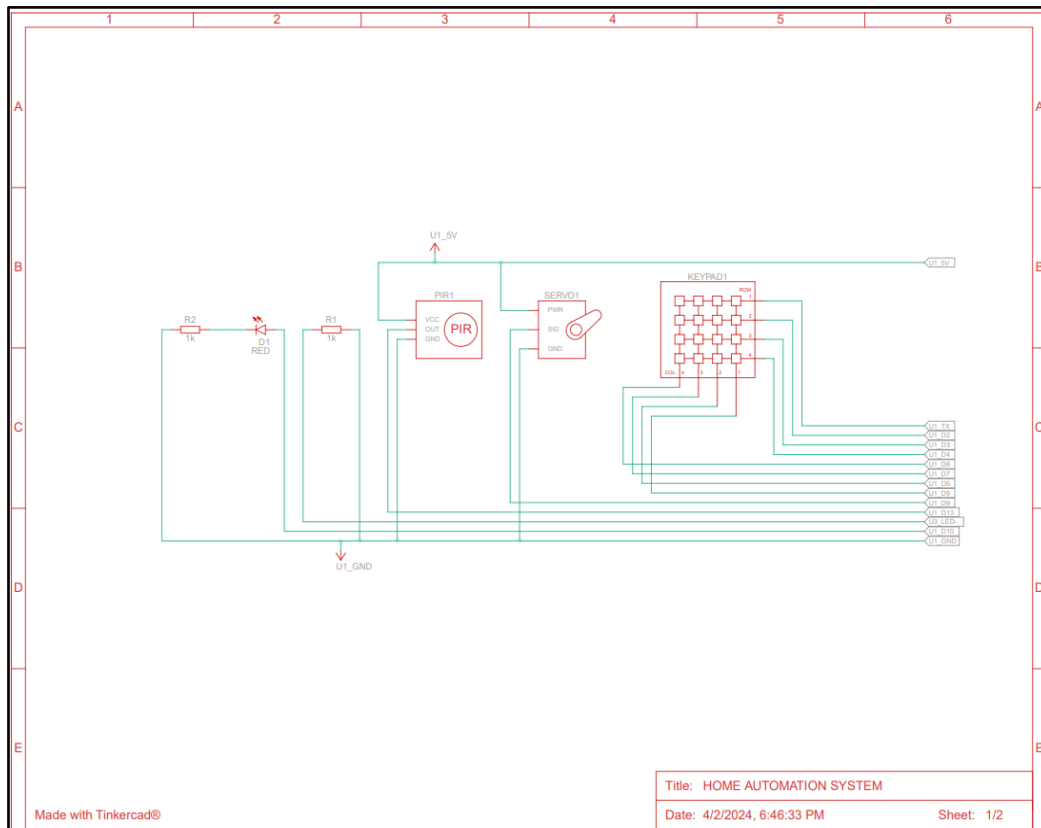 1 2 3 4 5 6
A A
U1_5V
B B
U1_5V
KEYPAD1
PIR1 SERVO1
ROW
1
VCC PWR
R2 R1 2
OUT PIR SIG
1k D1 1k GND 3
RED GND
4
COL 4 3 2 1
C C
U1_TX
U1_D2
U1_D3
U1_D4
U1_D8
U1_D7
U1_D6
U1_D5
U1_D9
U1_D13
U3_LED-
U1_D10
U1_GND
U1_GND
D D
E E
Title: HOME AUTOMATION SYSTEM
Made with Tinkercad® Date: 4/2/2024, 6:46:33 PM Sheet: 1/2